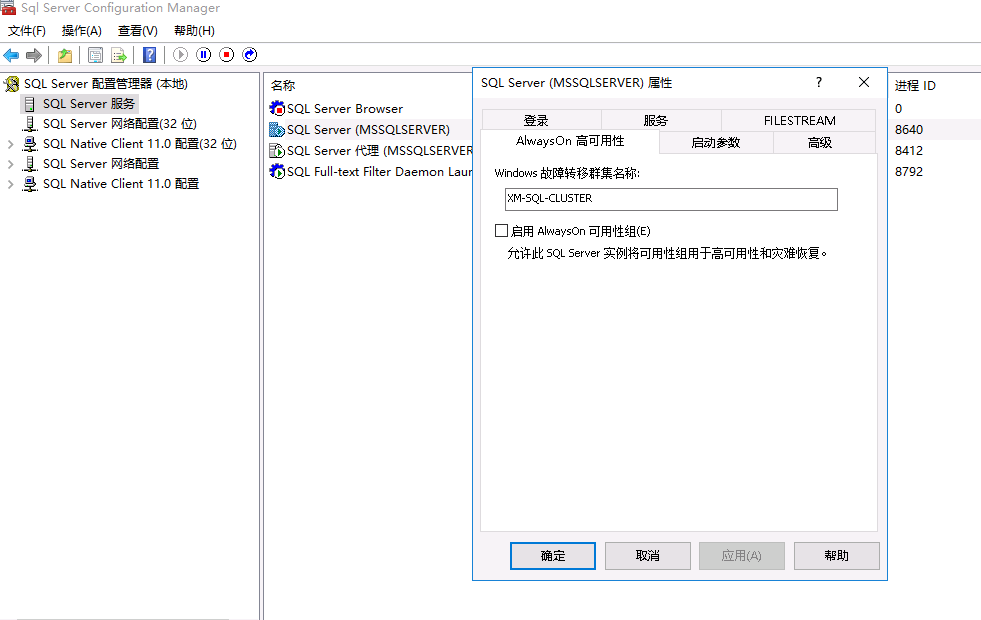 Sql Server Configuration Manager
文件(F) 操作(A) 查看(V) 帮助(H)
SQL Server 配置管理器 (本地)
SQL Server 服务
SQL Server 网络配置(32 位)
SQL Native Client 11.0 配置(32 位)
SQL Server 网络配置
SQL Native Client 11.0 配置
名称
SQL Server Browser
SQL Server (MSSQLSERVER)
SQL Server 代理 (MSSQLSERVER
SQL Full-text Filter Daemon Laur
SQL Server (MSSQLSERVER) 属性
?
登录 服务 FILESTREAM
AlwaysOn 高可用性 启动参数 高级
Windows 故障转移群集名称:
XM-SQL-CLUSTER
启用 AlwaysOn 可用性组(E)
允许此 SQL Server 实例将可用性组用于高可用性和灾难恢复。
确定 取消 应用(A) 帮助
进程 ID
0
8640
8412
8792